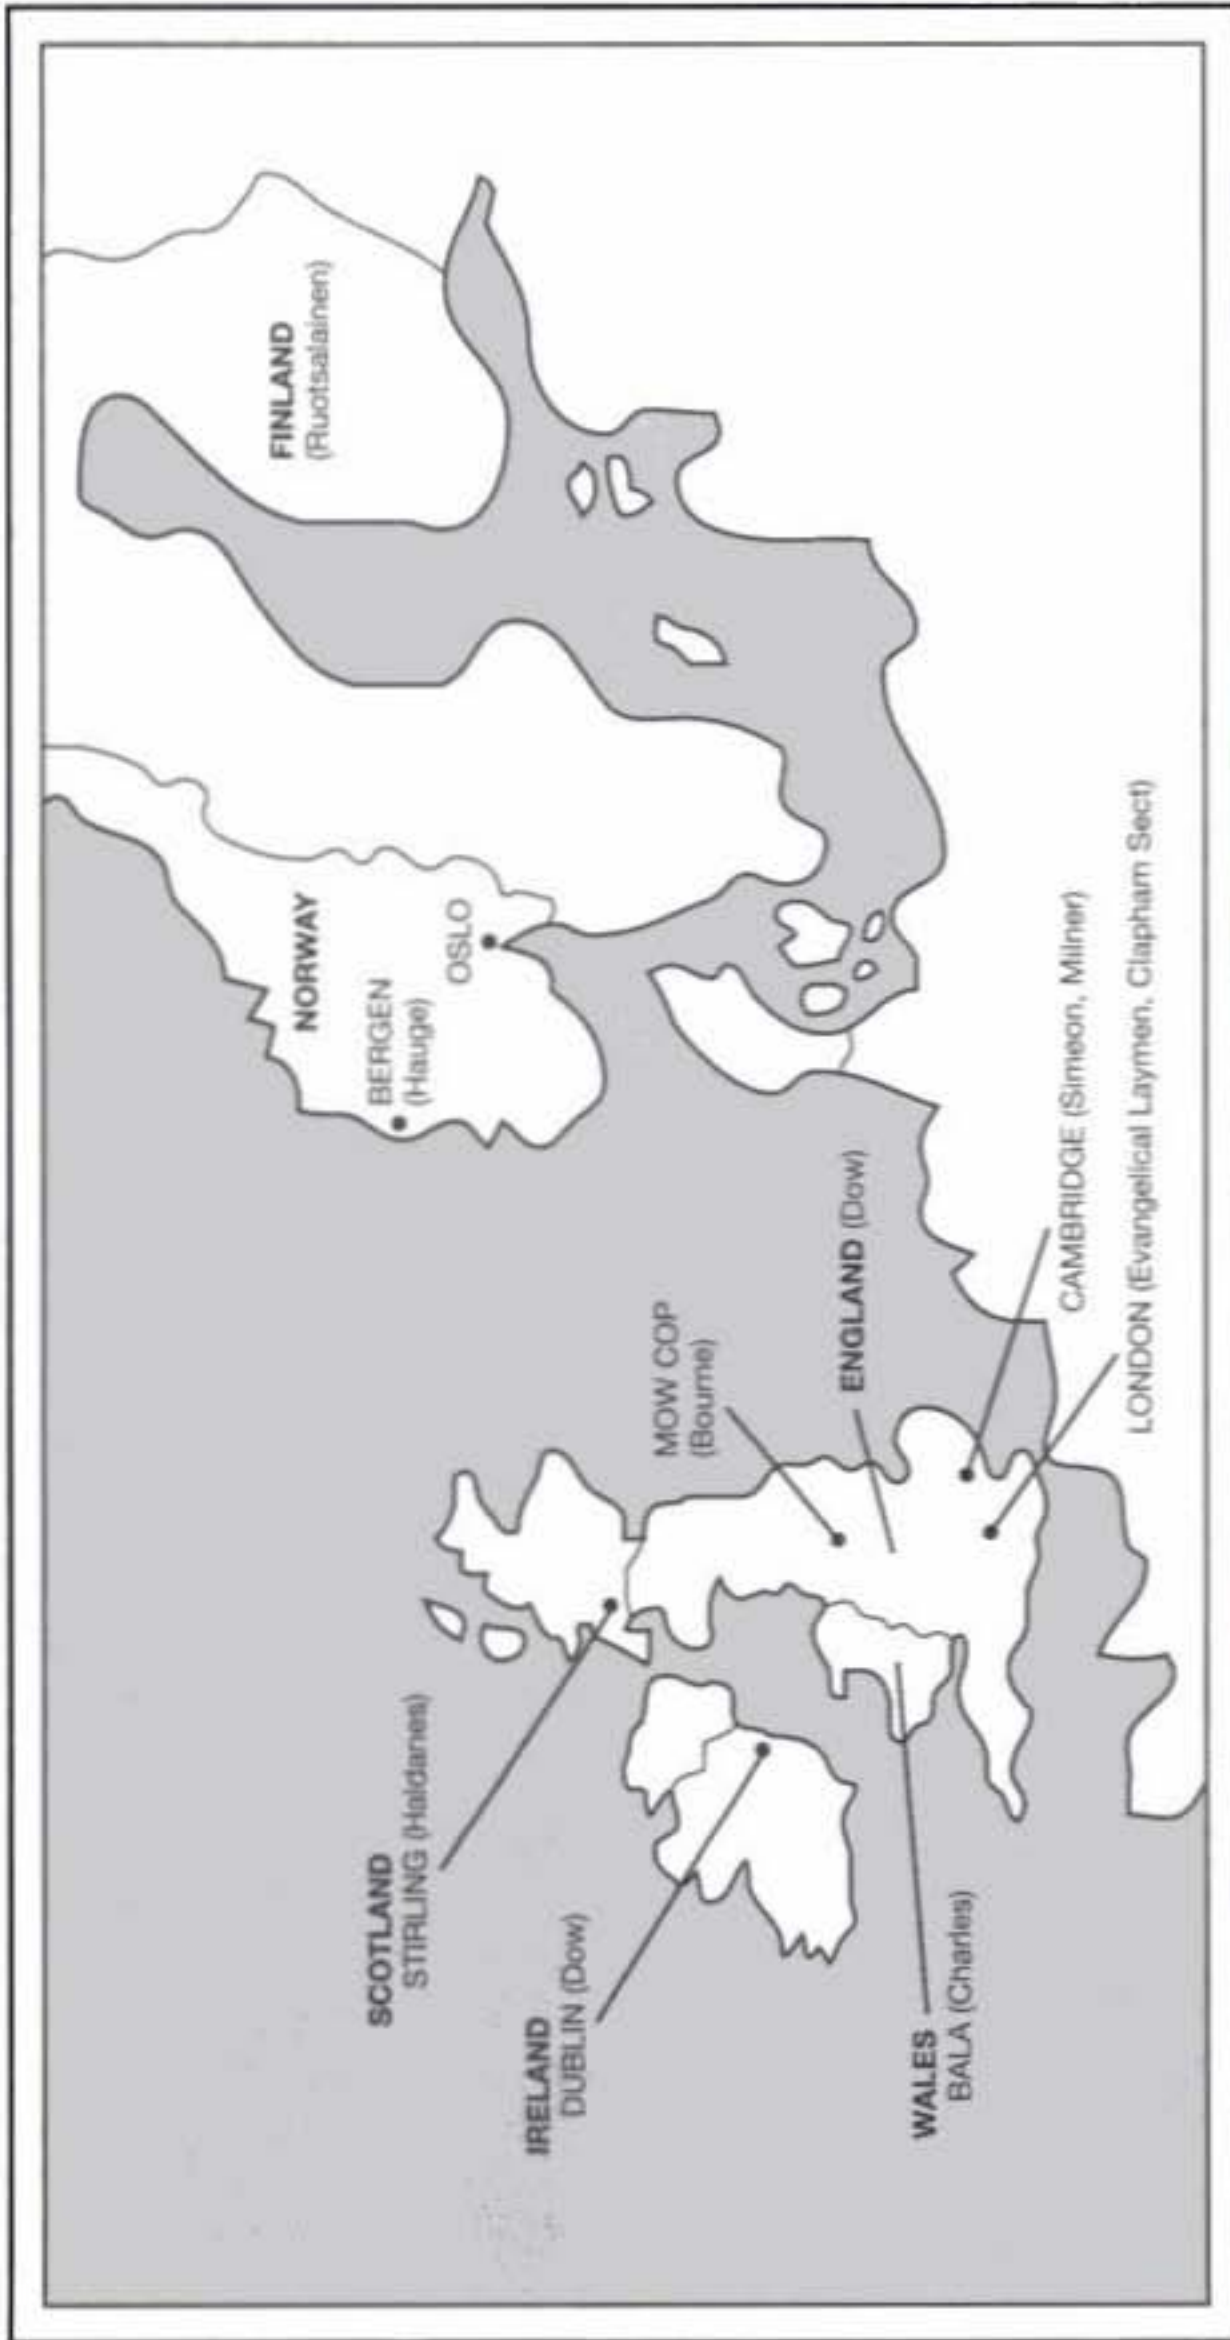 FINLAND
(Ruotsalainen)
NORWAY
BERGEN
(Hauge)
OSLO
SCOTLAND
STIRLING (Haldanes)
IRELAND
DUBLIN (Dow)
MOW COP
(Bourne)
ENGLAND (Dow)
WALES
BALA (Charles)
CAMBRIDGE (Simeon, Milner)
LONDON (Evangelical Laymen, Clapham Sect)